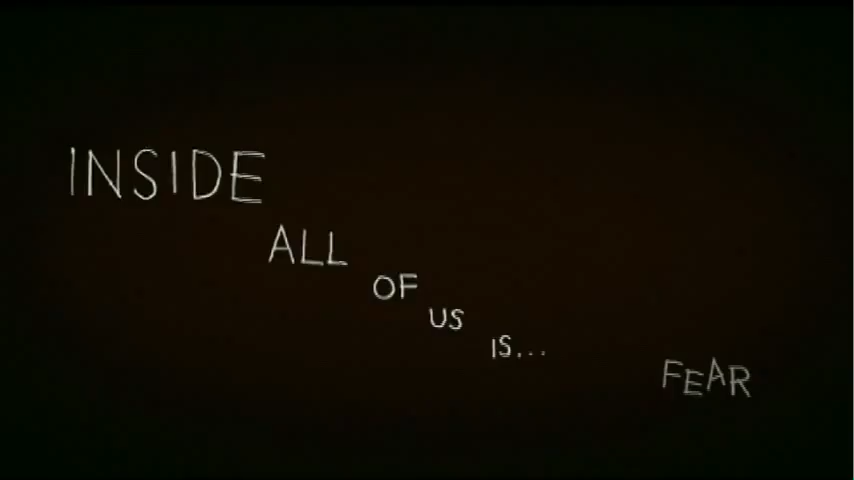 INSIDE
ALL
OF
US
IS...
FEAR